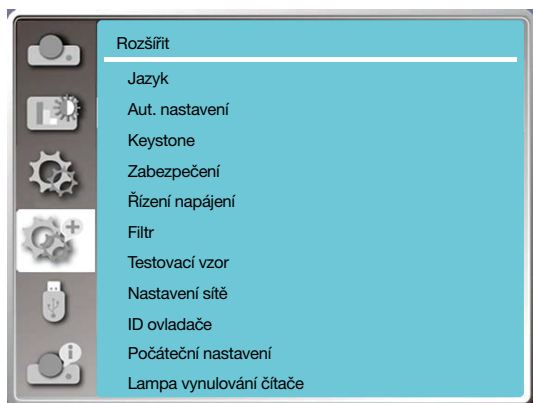 Rozšířit
Jazyk
Aut. nastavení
Keystone
Zabezpečení
Řízení napájení
Filtr
Testovací vzor
Nastavení sítě
ID ovladače
Počáteční nastavení
Lampa vynulování čítače